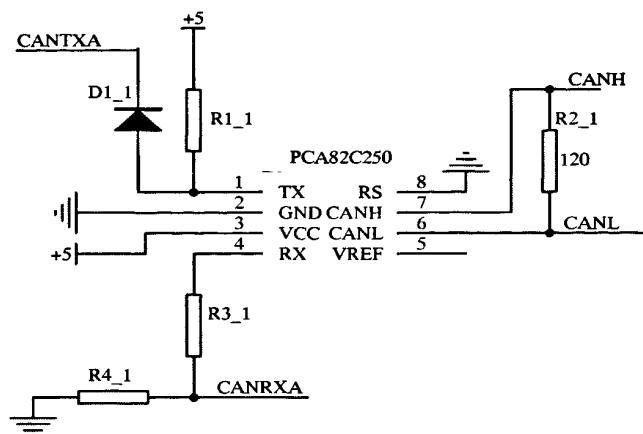 +5
CANTXA
D1_1
R1_1
CANH
R2_1
120
PCA82C250
1 TX RS 8
2 GND CANH 7
3 VCC CANL 6
4 RX VREF 5
CANL
+5
R3_1
R4_1
CANRXA